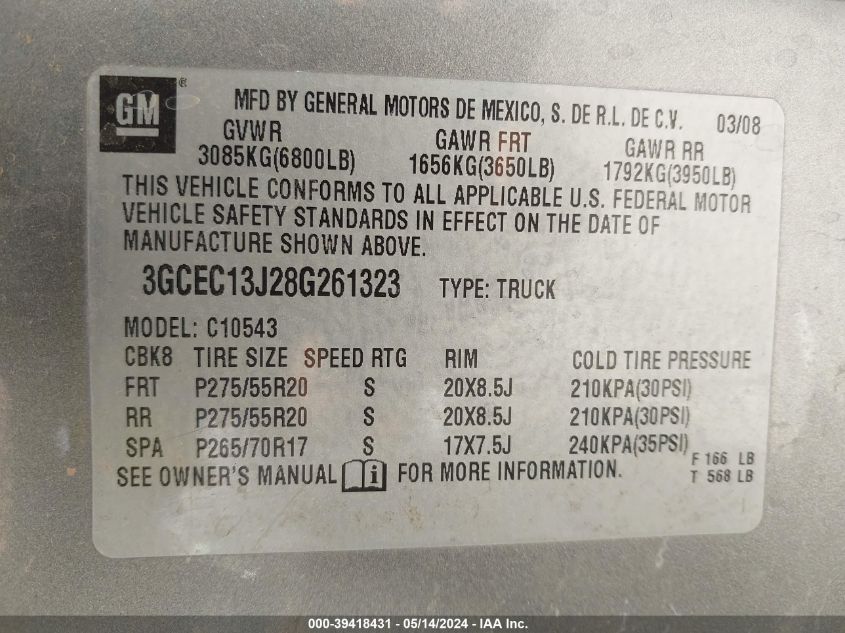 GM ®
MFD BY GENERAL MOTORS DE MEXICO, S. DE R.L. DE C.V. 03/08
GVWR GAWR FRT GAWR RR
3085KG(6800LB) 1656KG(3650LB) 1792KG(3950LB)
THIS VEHICLE CONFORMS TO ALL APPLICABLE U.S. FEDERAL MOTOR
VEHICLE SAFETY STANDARDS IN EFFECT ON THE DATE OF
MANUFACTURE SHOWN ABOVE.
3GCEC13J28G261323 TYPE: TRUCK
MODEL: C10543
CBK8 TIRE SIZE SPEED RTG RIM COLD TIRE PRESSURE
FRT P275/55R20 S 20X8.5J 210KPA(30PSI)
RR P275/55R20 S 20X8.5J 210KPA(30PSI)
SPA P265/70R17 S 17X7.5J 240KPA(35PSI)
F 166 LB
SEE OWNER'S MANUAL i FOR MORE INFORMATION.
T 568 LB
000-39418431 - 05/14/2024 - IAA Inc.